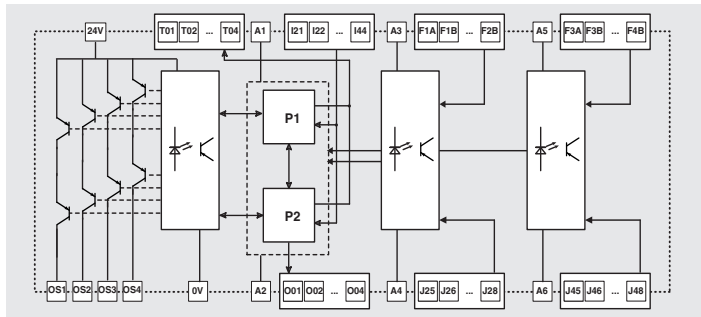 24V T01 T02 ... T04 A1 I21 I22 ... I44 A3 F1A F1B ... F2B A5 F3A F3B ... F4B
P1
P2
OS1 OS2 OS3 OS4 0V A2 O01 O02 ... O04 A4 J25 J26 ... J28 A6 J45 J46 ... J48